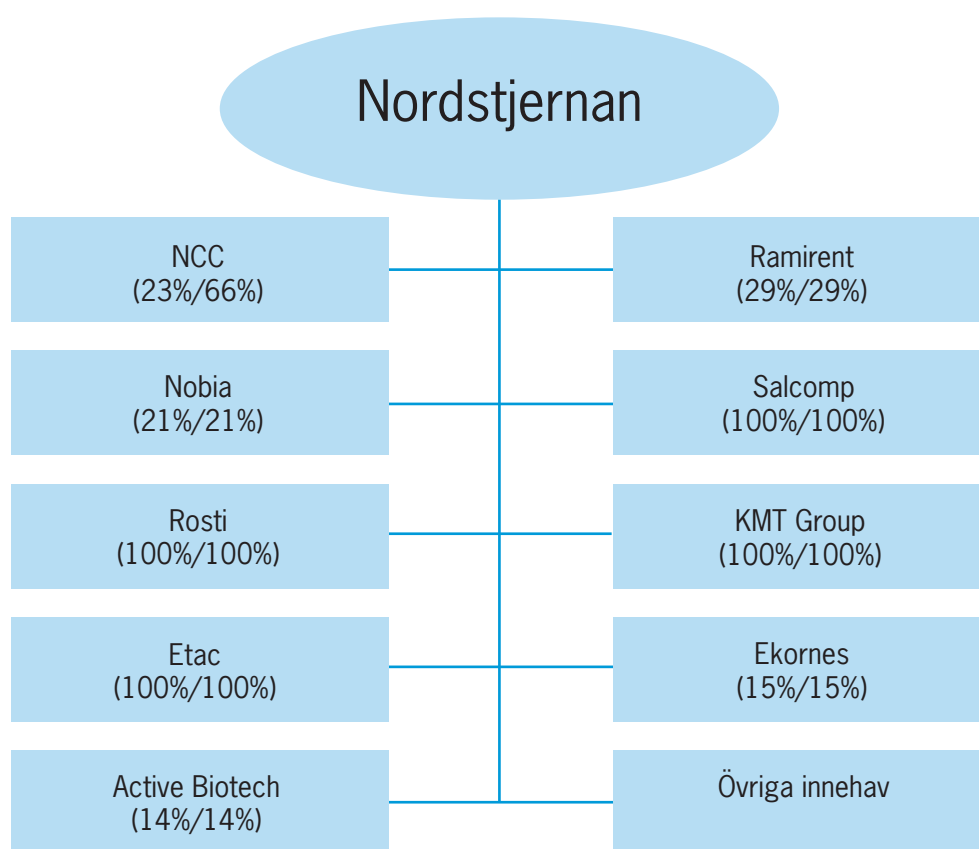 Nordstjernan
NCC
(23%/66%)
Ramirent
(29%/29%)
Nobia
(21%/21%)
Salcomp
(100%/100%)
Rosti
(100%/100%)
KMT Group
(100%/100%)
Etac
(100%/100%)
Ekornes
(15%/15%)
Active Biotech
(14%/14%)
Övriga innehav